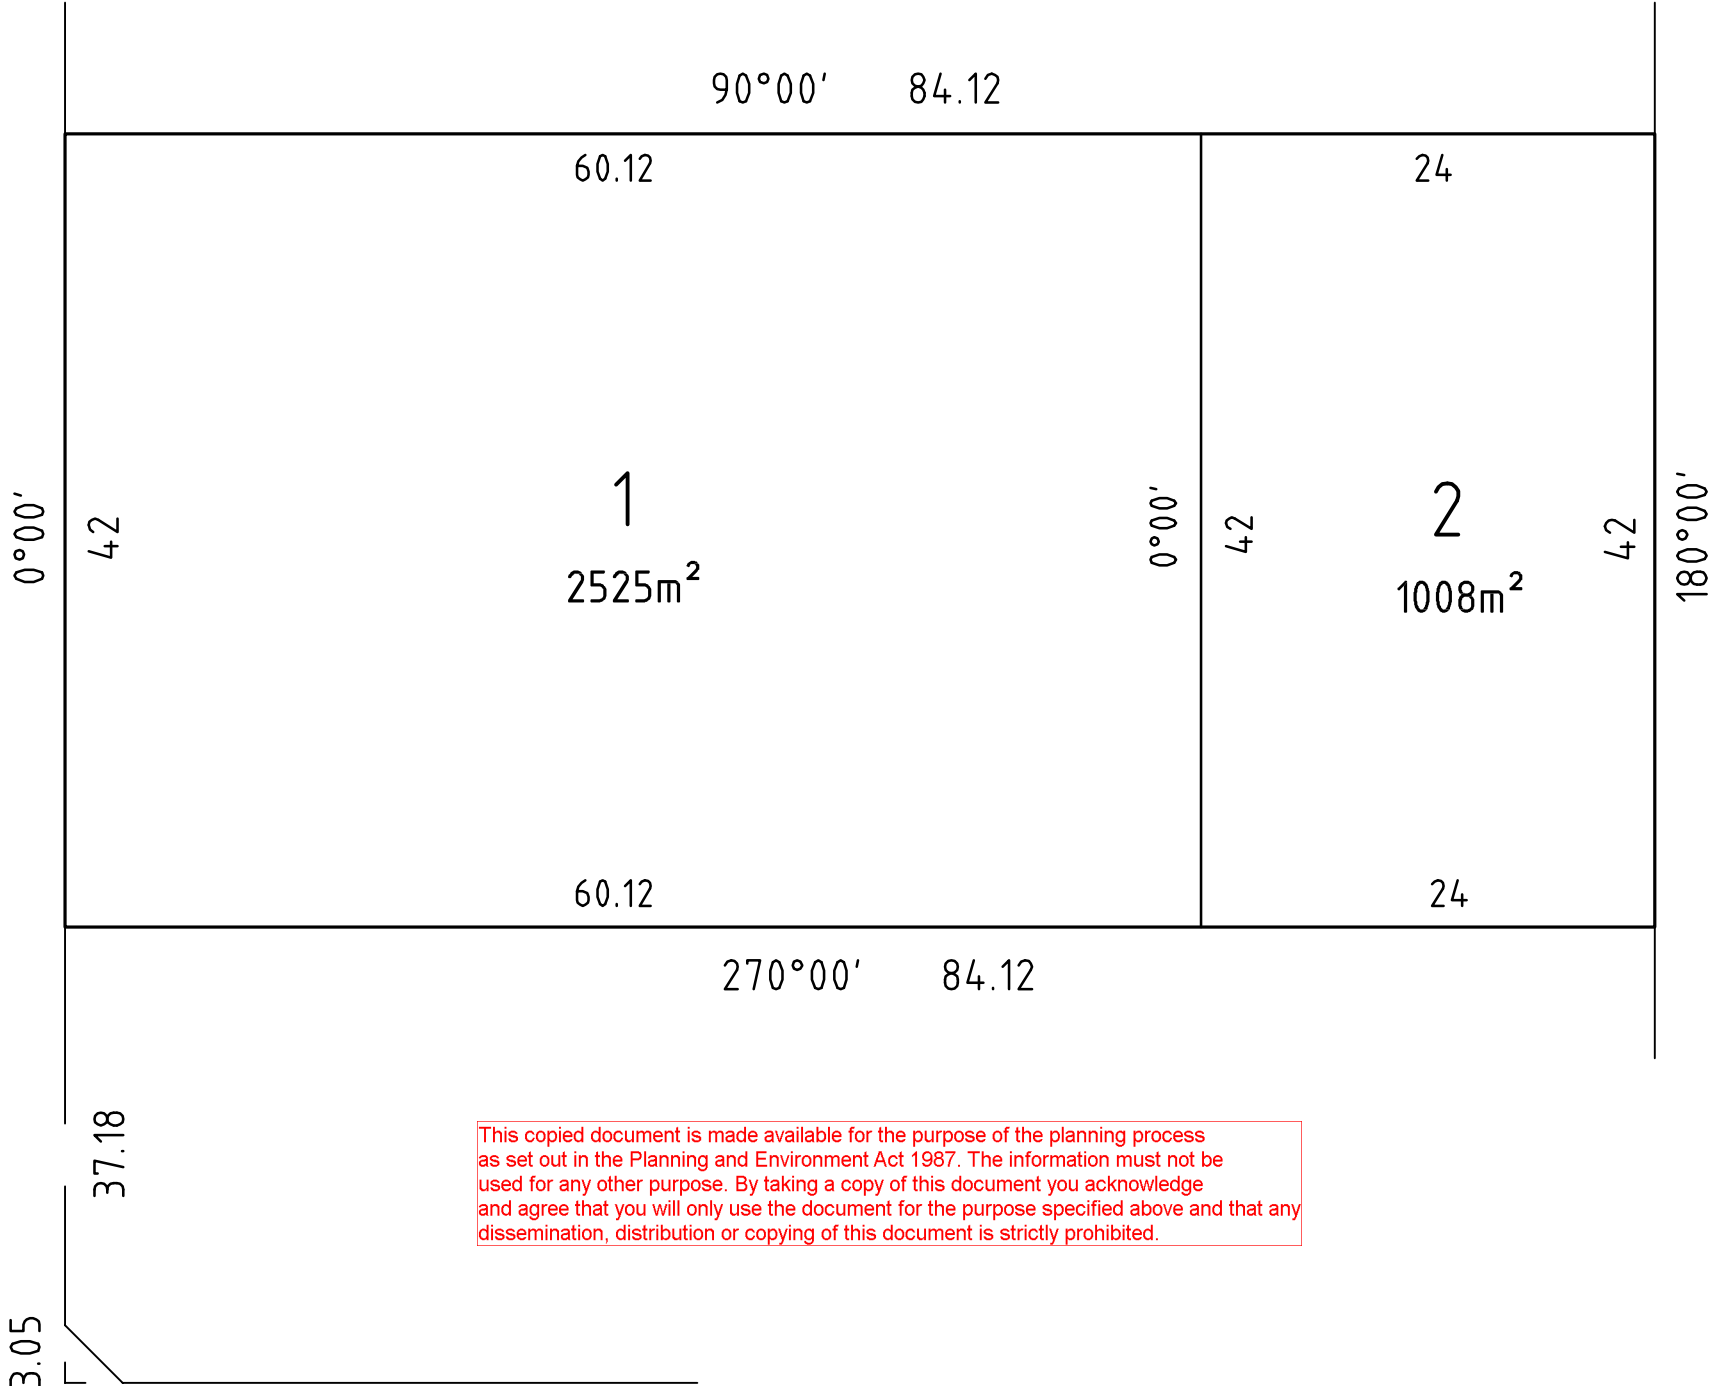 90°00' 84.12
60.12
24
0°00'
42
1
2525m²
0°00'
42
2
1008m²
42
180°00'
60.12
24
270°00' 84.12
37.18
This copied document is made available for the purpose of the planning process
as set out in the Planning and Environment Act 1987. The information must not be
used for any other purpose. By taking a copy of this document you acknowledge
and agree that you will only use the document for the purpose specified above and that any
dissemination, distribution or copying of this document is strictly prohibited.
3.05